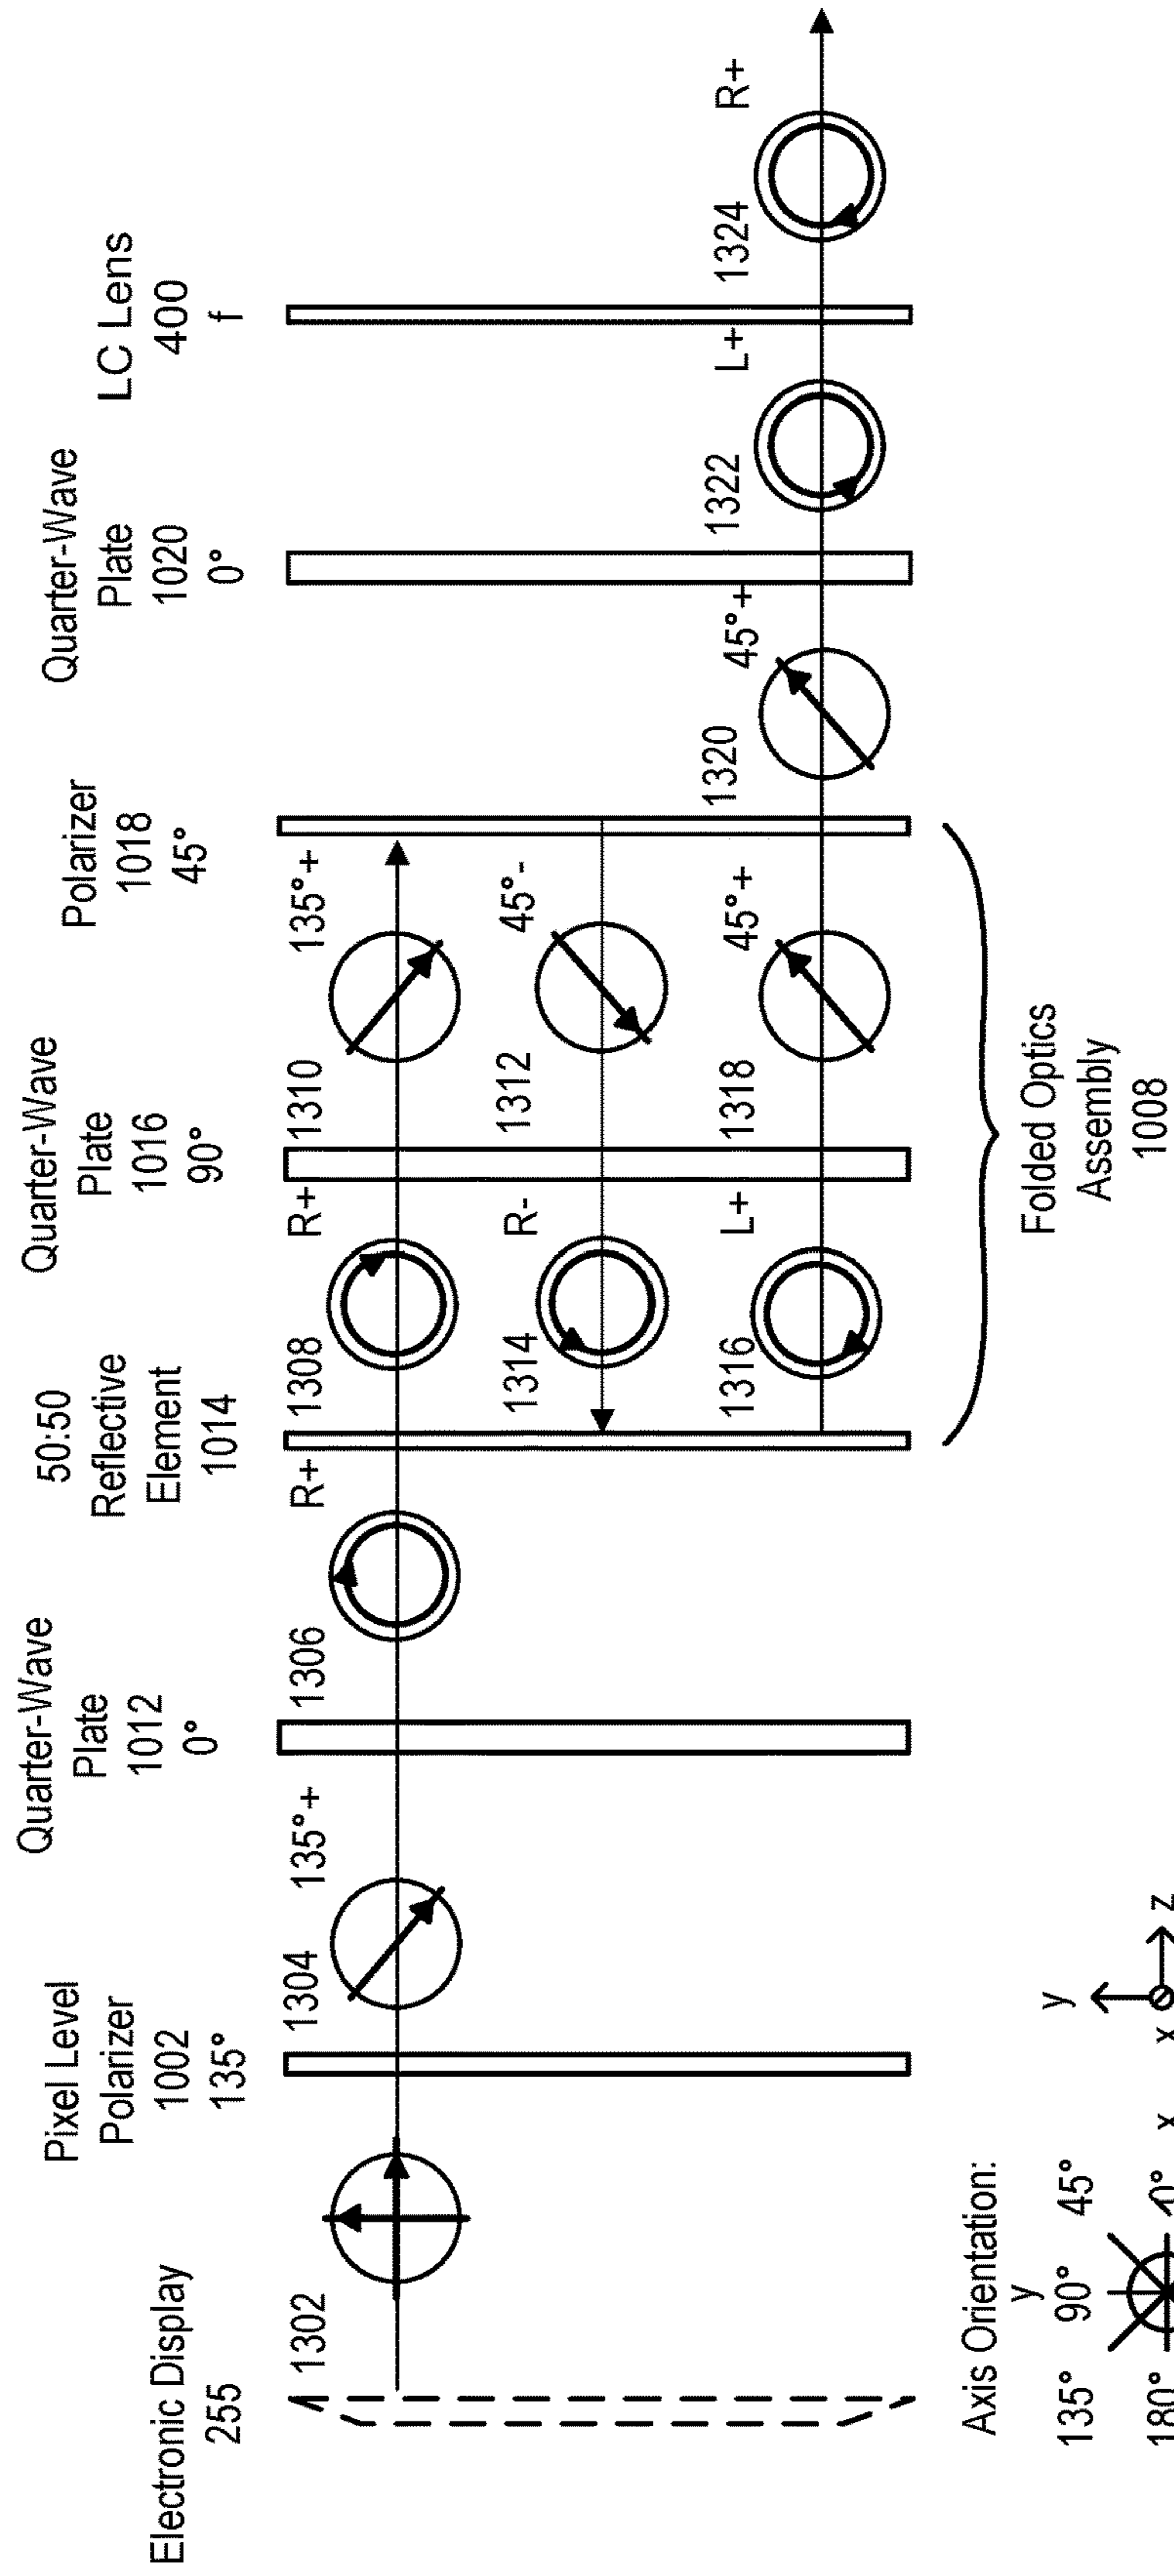 Electronic Display
255
Pixel Level
Polarizer
1002
135°
Quarter-Wave
Plate
1012
0°
50:50
Reflective
Element
1014
Quarter-Wave
Plate
1016
90°
Polarizer
1018
45°
Quarter-Wave
Plate
1020
0°
LC Lens
400
f
1302
1304
135°+
1306
R+
1308
R+
1310
135°+
1314
R-
1312
45°-
1316
L+
1318
45°+
1320
45°+
1322
L+
1324
R+
Folded Optics
Assembly
1008
Axis Orientation:
y
135°
90°
45°
180°
0°
x
y
x
z